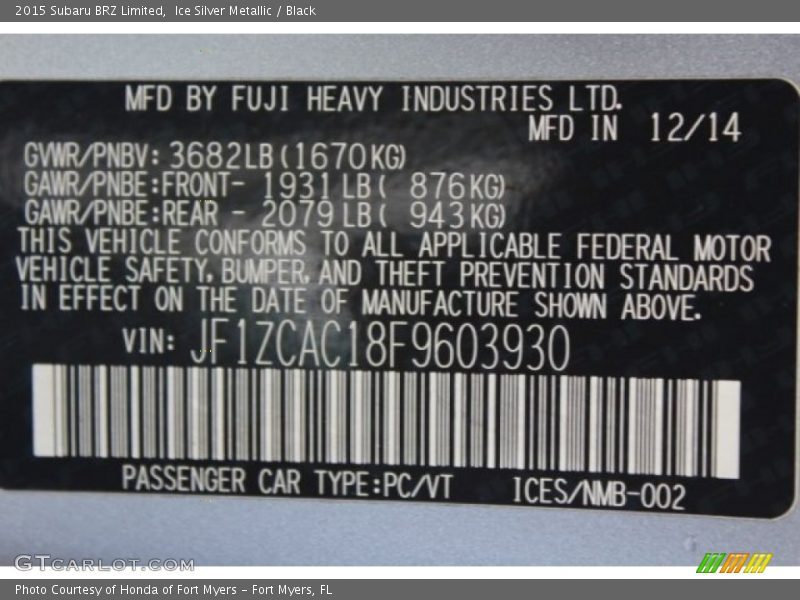 2015 Subaru BRZ Limited,  Ice Silver Metallic / Black
MFD BY FUJI HEAVY INDUSTRIES LTD.
MFD IN 12/14
GVWR/PNBV: 3682LB(1670KG)
GAWR/PNBE:FRONT- 1931LB( 876KG)
GAWR/PNBE:REAR - 2079LB( 943KG)
THIS VEHICLE CONFORMS TO ALL APPLICABLE FEDERAL MOTOR
VEHICLE SAFETY, BUMPER, AND THEFT PREVENTION STANDARDS
IN EFFECT ON THE DATE OF MANUFACTURE SHOWN ABOVE.
VIN: JF1ZCAC18F9603930
PASSENGER CAR TYPE:PC/VT ICES/NMB-002
GTCARLOT.COM
Photo Courtesy of Honda of Fort Myers – Fort Myers, FL